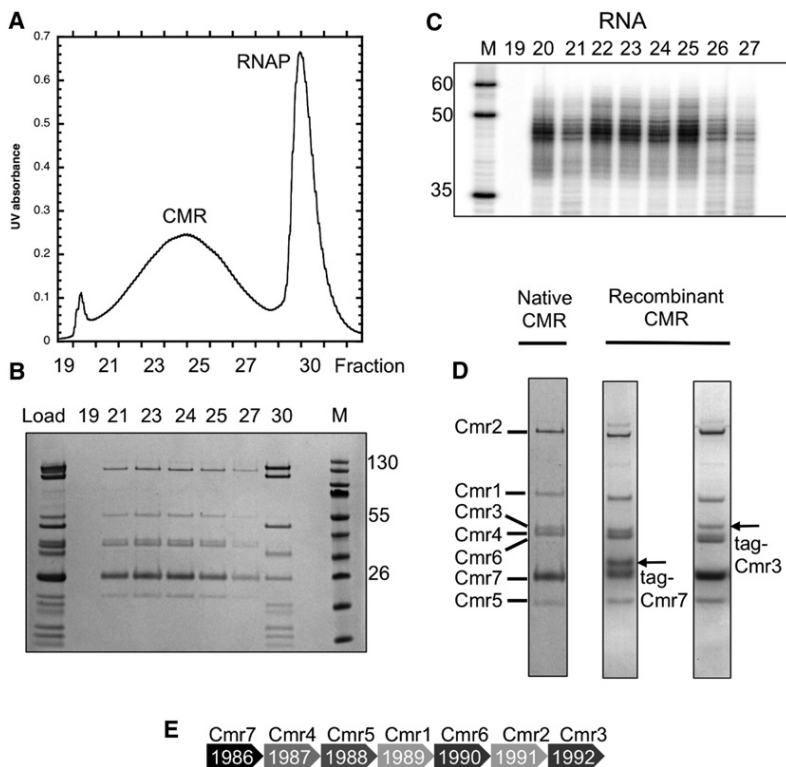 A
UV absorbance
0.7
0.6
0.5
0.4
0.3
0.2
0.1
0
RNAP
CMR
19 21 23 25 27 30 Fraction
B
Load 19 21 23 24 25 27 30 M
130
55
26
C
RNA
M 19 20 21 22 23 24 25 26 27
60
50
35
Native
CMR
Recombinant
CMR
D
Cmr2
Cmr1
Cmr3
Cmr4
Cmr6
Cmr7
Cmr5
tag-
Cmr7
tag-
Cmr3
E
Cmr7 Cmr4 Cmr5 Cmr1 Cmr6 Cmr2 Cmr3
1986 1987 1988 1989 1990 1991 1992